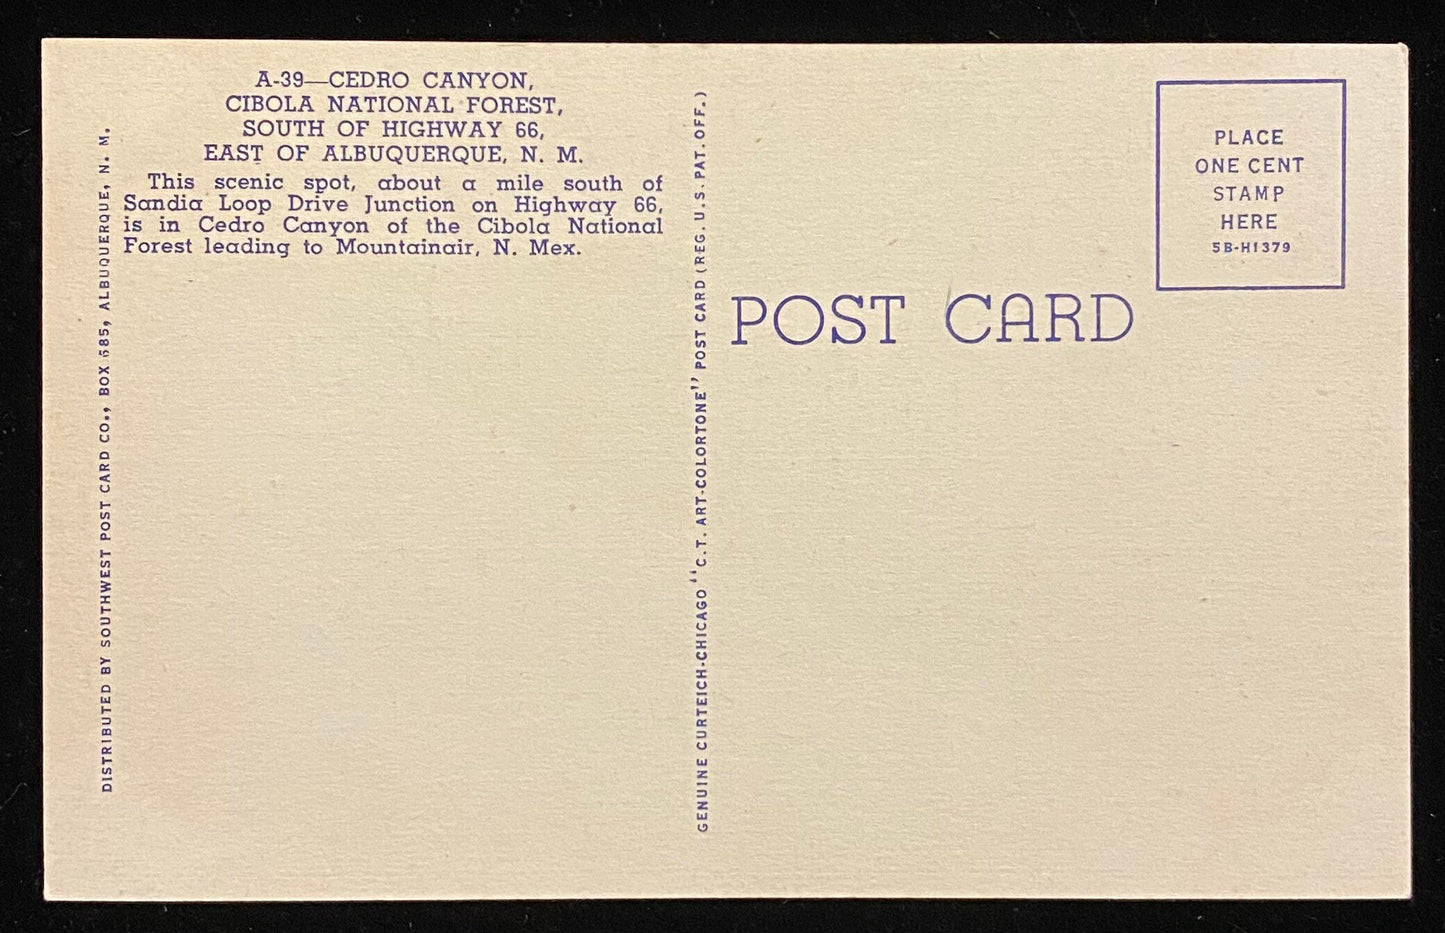 A-39—CEDRO CANYON,
CIBOLA NATIONAL FOREST,
SOUTH OF HIGHWAY 66,
EAST OF ALBUQUERQUE, N. M.
This scenic spot, about a mile south of
Sandia Loop Drive Junction on Highway 66,
is in Cedro Canyon of the Cibola National
Forest leading to Mountainair, N. Mex.
DISTRIBUTED BY SOUTHWEST POST CARD CO., BOX 685, ALBUQUERQUE, N. M.
GENUINE CURTEICH-CHICAGO "C.T. ART-COLORTONE" POST CARD (REG. U.S. PAT. OFF.)
POST CARD
PLACE
ONE CENT
STAMP
HERE
5B-H1379